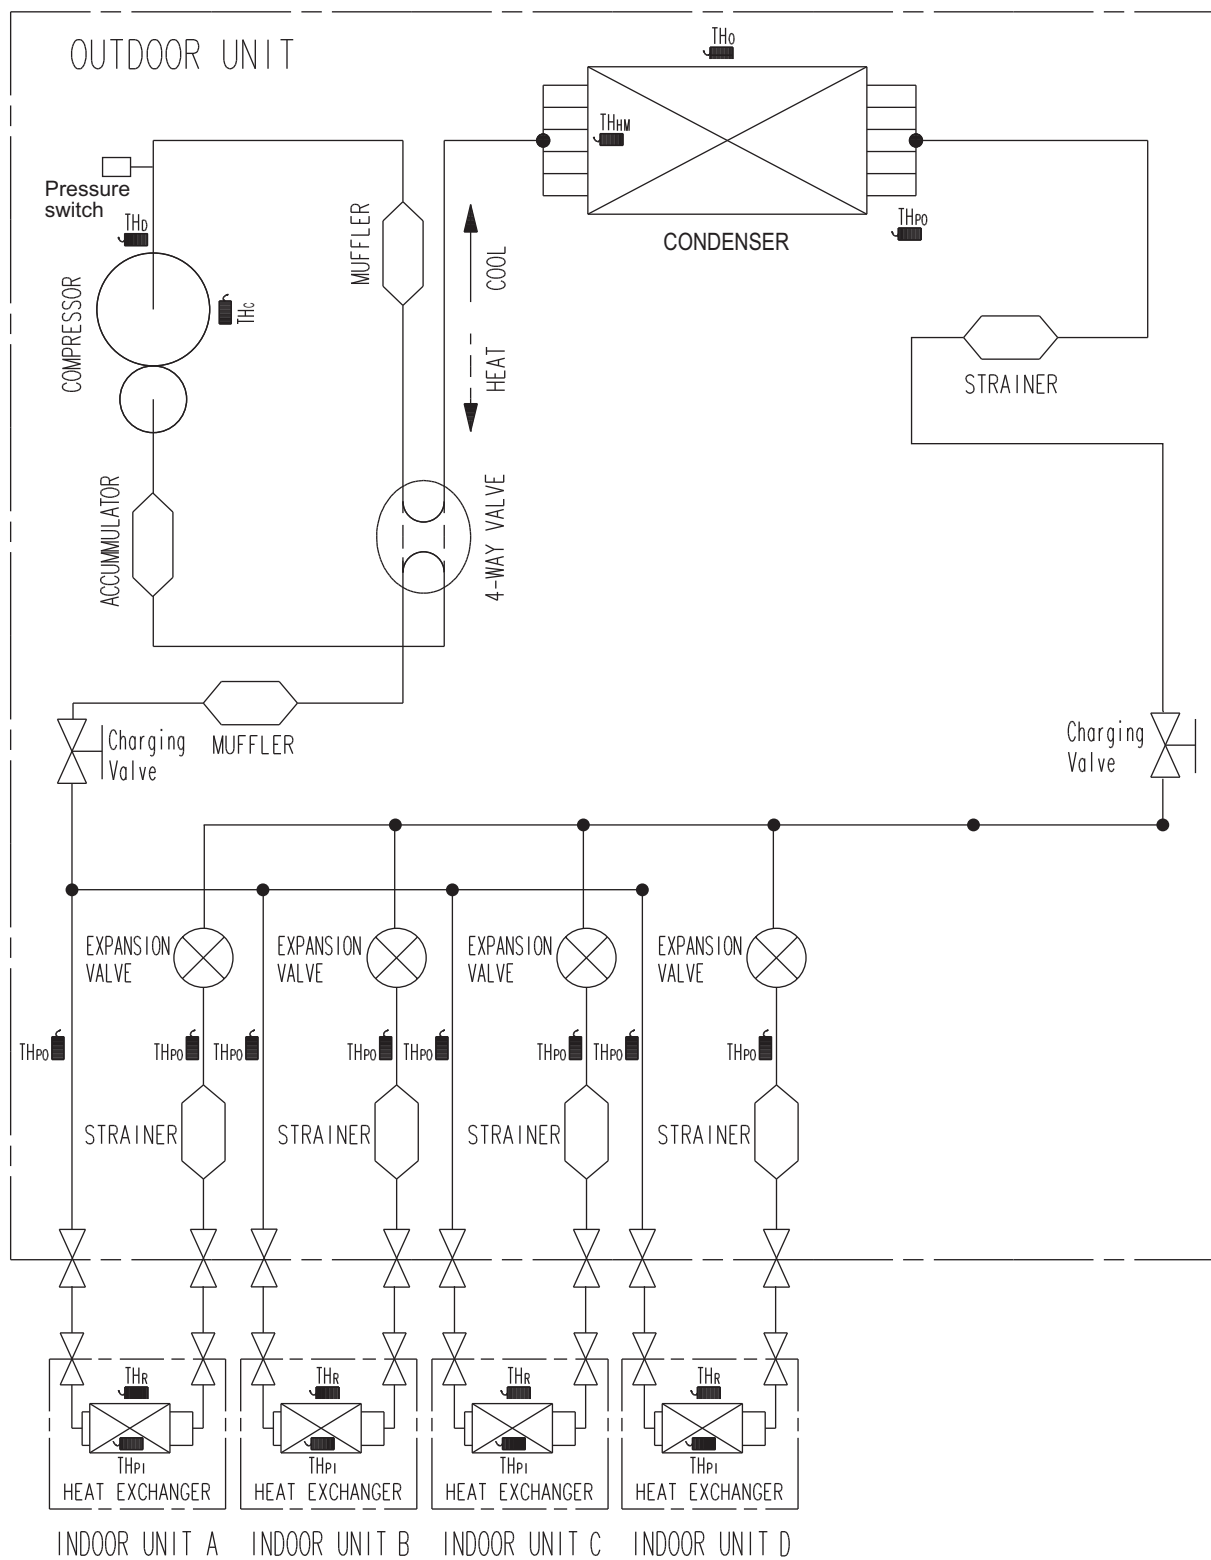 OUTDOOR UNIT
THO
THHM
Pressure
switch
THD
MUFFLER
COOL
CONDENSER
THPO
COMPRESSOR
THC
HEAT
STRAINER
ACCUMMULATOR
4-WAY VALVE
MUFFLER
Charging
Valve
Charging
Valve
EXPANSION
VALVE
EXPANSION
VALVE
EXPANSION
VALVE
EXPANSION
VALVE
THPO
THPO
THPO
THPO
THPO
THPO
THPO
THPO
STRAINER
STRAINER
STRAINER
STRAINER
THR
THR
THR
THR
THPI
THPI
THPI
THPI
HEAT EXCHANGER
HEAT EXCHANGER
HEAT EXCHANGER
HEAT EXCHANGER
INDOOR UNIT A
INDOOR UNIT B
INDOOR UNIT C
INDOOR UNIT D